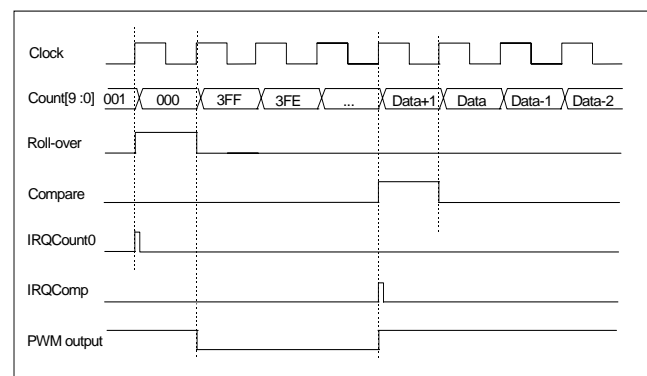 Clock
Count[9 :0] 001 000 3FF 3FE ... Data+1 Data Data-1 Data-2
Roll-over
Compare
IRQCount0
IRQComp
PWM output